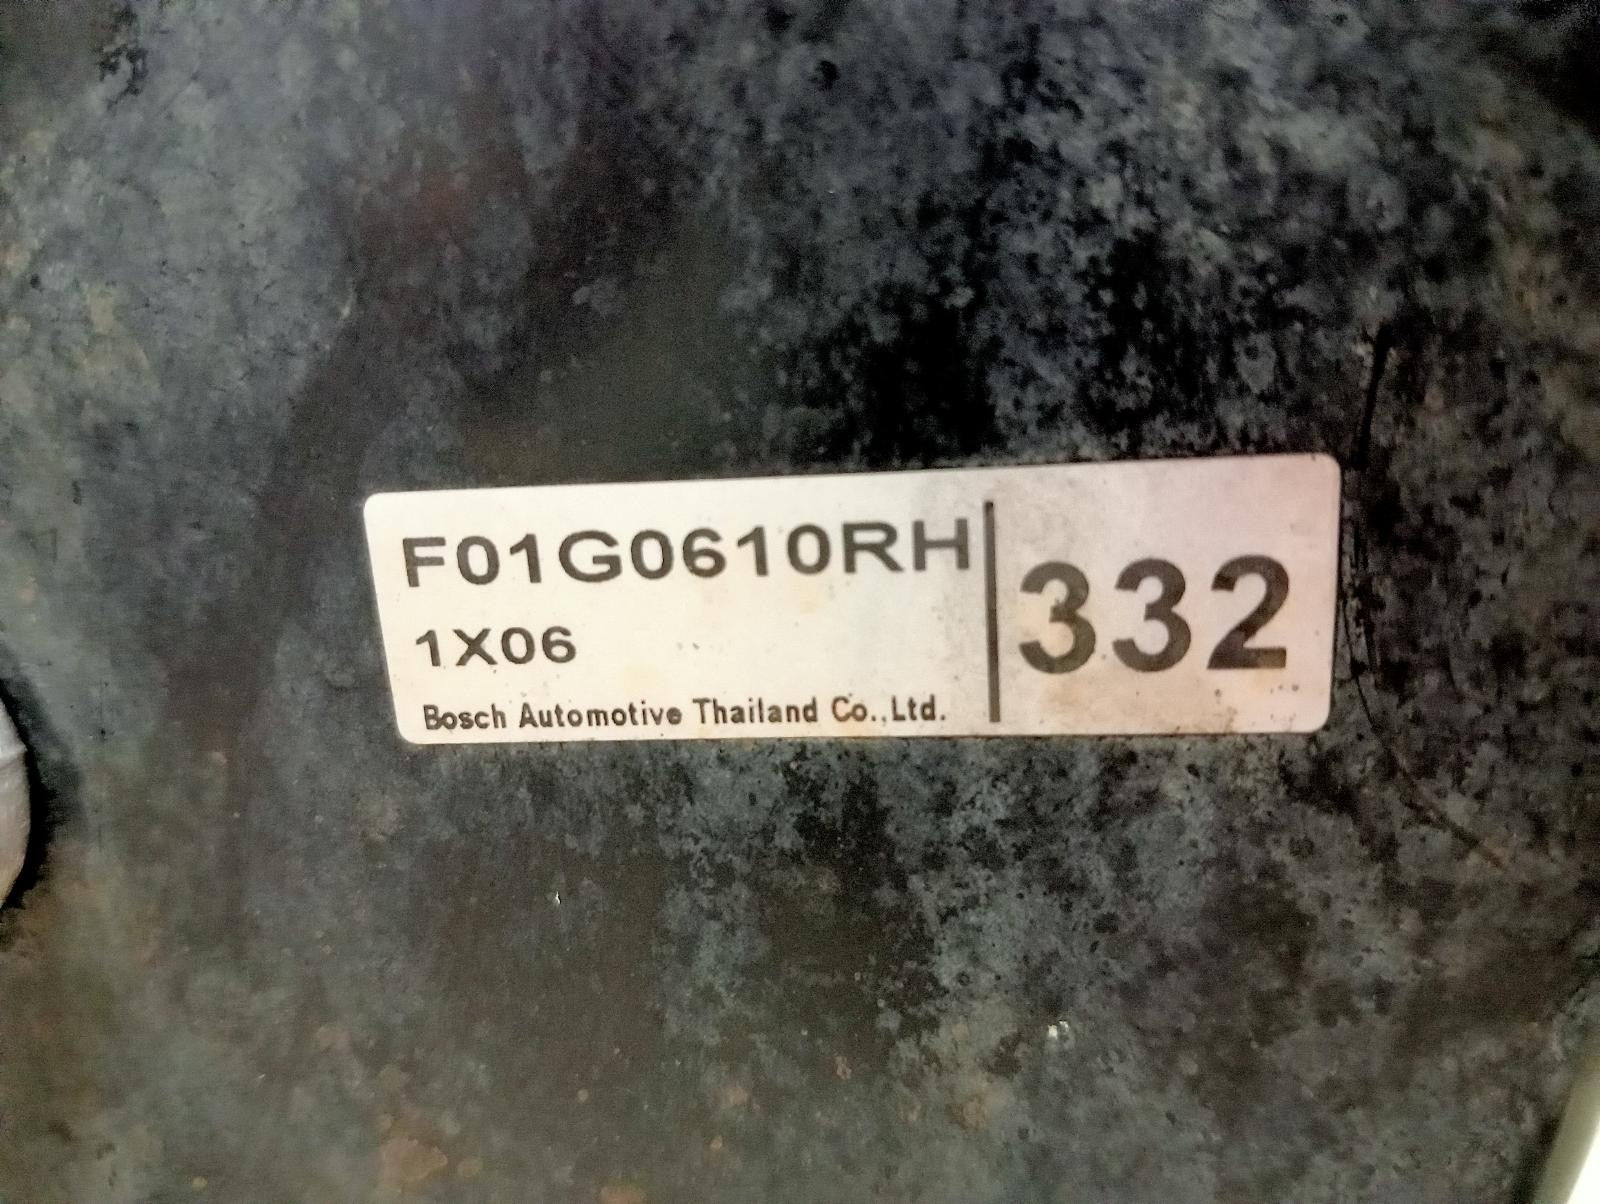 F01G0610RH
332
1X06
Bosch Automotive Thailand Co.,Ltd.